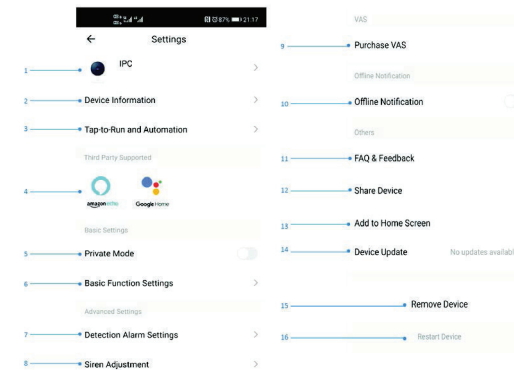 87% 21:17
Settings
1 IPC
2 Device Information
3 Tap-to-Run and Automation
Third Party Supported
4
amazon echo Google Home
Basic Settings
5 Private Mode
6 Basic Function Settings
Advanced Settings
7 Detection Alarm Settings
8 Siren Adjustment
VAS
9 Purchase VAS
Offline Notification
10 Offline Notification
Others
11 FAQ & Feedback
12 Share Device
13 Add to Home Screen
14 Device Update No updates availabl
15 Remove Device
16 Restart Device